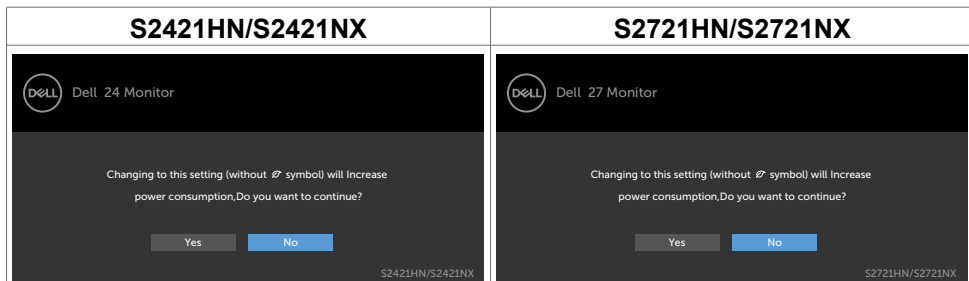 S2421HN/S2421NX
S2721HN/S2721NX
DELL Dell 24 Monitor
Changing to this setting (without symbol) will Increase
power consumption,Do you want to continue?
Yes No
S2421HN/S2421NX
DELL Dell 27 Monitor
Changing to this setting (without symbol) will Increase
power consumption,Do you want to continue?
Yes No
S2721HN/S2721NX